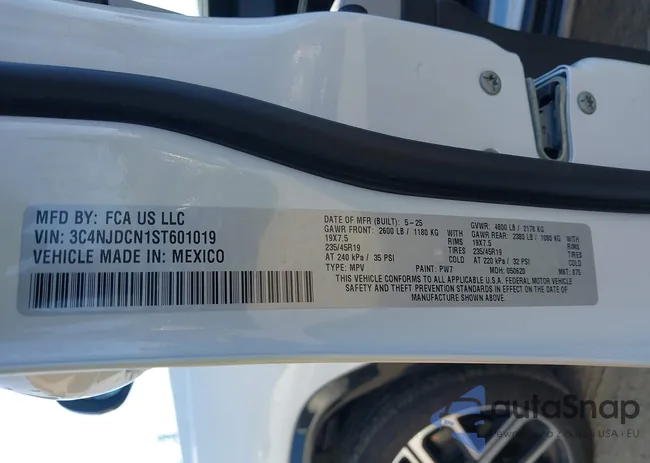 MFD BY: FCA US LLC
VIN: 3C4NJDCN1ST601019
VEHICLE MADE IN: MEXICO
DATE OF MFR (BUILT): 5-25 GVWR: 4800 LB / 2178 KG
GAWR FRONT: 2600 LB / 1180 KG WITH GAWR REAR: 2380 LB / 1080 KG WITH
19X7.5 RIMS 19X7.5 RIMS
235/45R19 TIRES 235/45R19 TIRES
AT 240 kPa / 35 PSI COLD AT 220 kPa / 32 PSI COLD
TYPE: MPV PAINT: PW7 MDH: 050620 MKT: 875
THIS VEHICLE CONFORMS TO ALL APPLICABLE U.S.A. FEDERAL MOTOR VEHICLE
SAFETY AND THEFT PREVENTION STANDARDS IN EFFECT ON THE DATE OF
MANUFACTURE SHOWN ABOVE.
autoSnap
USA+EU